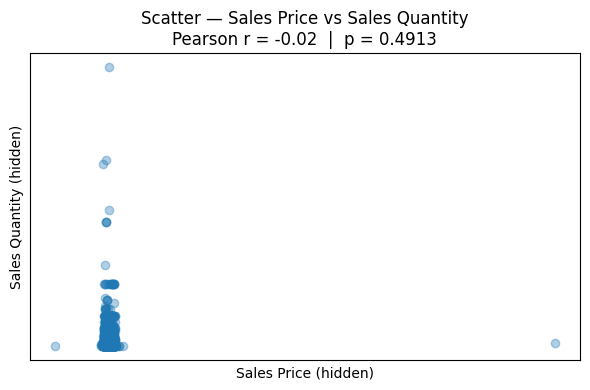 Scatter — Sales Price vs Sales Quantity
Pearson r = -0.02  |  p = 0.4913
Sales Quantity (hidden)
Sales Price (hidden)